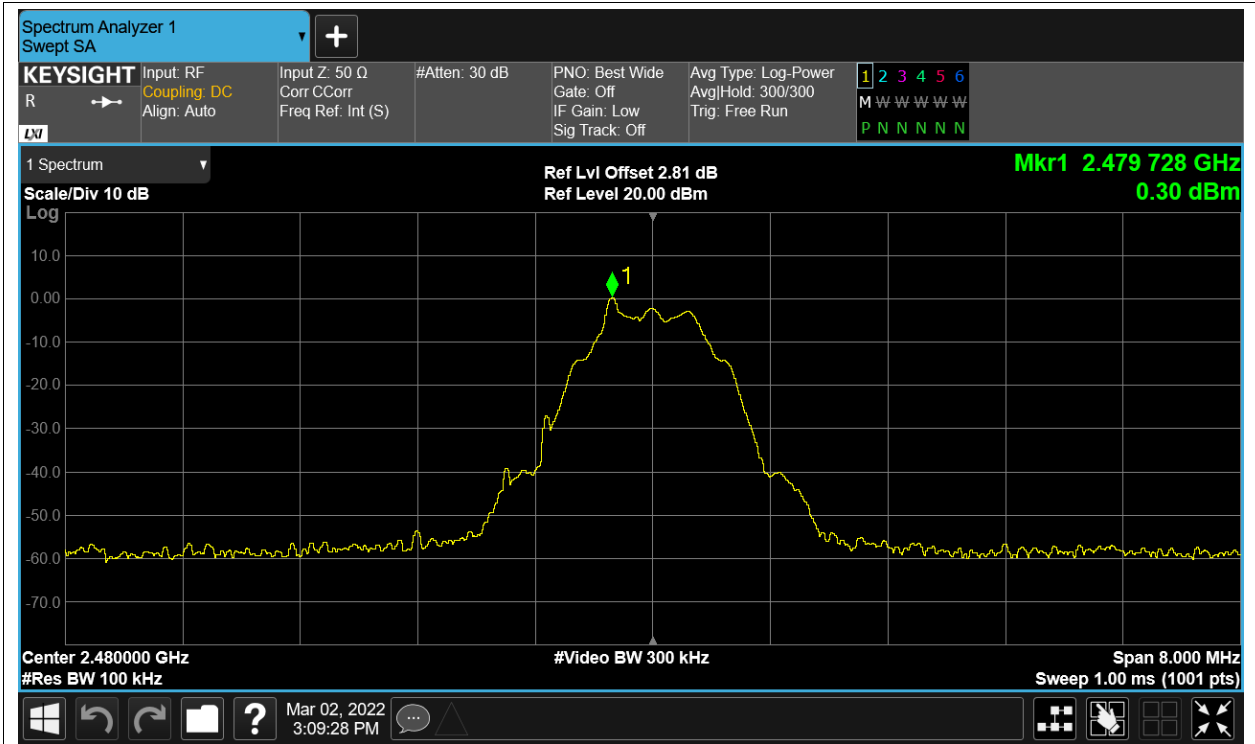 Spectrum Analyzer 1
Swept SA
+
KEYSIGHT
R
LXI
Input: RF
Coupling: DC
Align: Auto
Input Z: 50 Ω
Corr CCorr
Freq Ref: Int (S)
#Atten: 30 dB
PNO: Best Wide
Gate: Off
IF Gain: Low
Sig Track: Off
Avg Type: Log-Power
Avg|Hold: 300/300
Trig: Free Run
1 2 3 4 5 6
M W W W W W
P N N N N N
1 Spectrum
Scale/Div 10 dB
Log
Ref Lvl Offset 2.81 dB
Ref Level 20.00 dBm
Mkr1 2.479 728 GHz
0.30 dBm
10.0
0.00
-10.0
-20.0
-30.0
-40.0
-50.0
-60.0
-70.0
1
Center 2.480000 GHz
#Res BW 100 kHz
#Video BW 300 kHz
Span 8.000 MHz
Sweep 1.00 ms (1001 pts)
?
Mar 02, 2022
3:09:28 PM